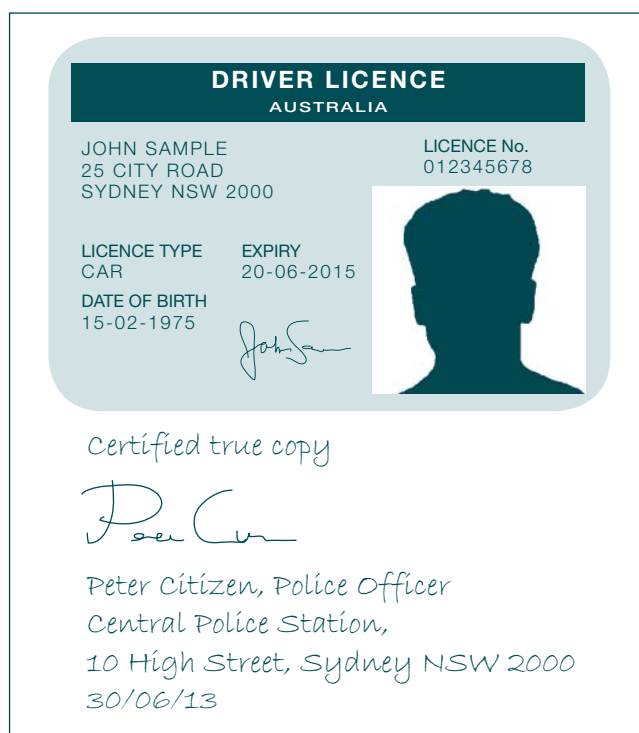 DRIVER LICENCE
AUSTRALIA
JOHN SAMPLE
25 CITY ROAD
SYDNEY NSW 2000
LICENCE No.
012345678
LICENCE TYPE
CAR
EXPIRY
20-06-2015
DATE OF BIRTH
15-02-1975
Certified true copy
Peter Citizen, Police Officer
Central Police Station,
10 High Street, Sydney NSW 2000
30/06/13